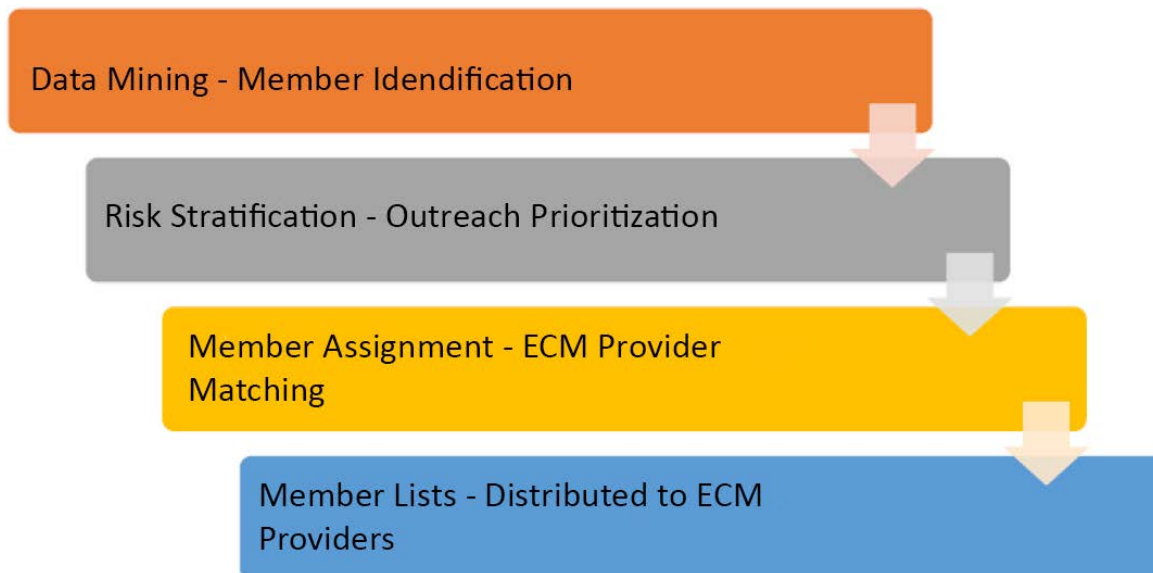 Data Mining - Member Idendification
Risk Stratification - Outreach Prioritization
Member Assignment - ECM Provider
Matching
Member Lists - Distributed to ECM
Providers